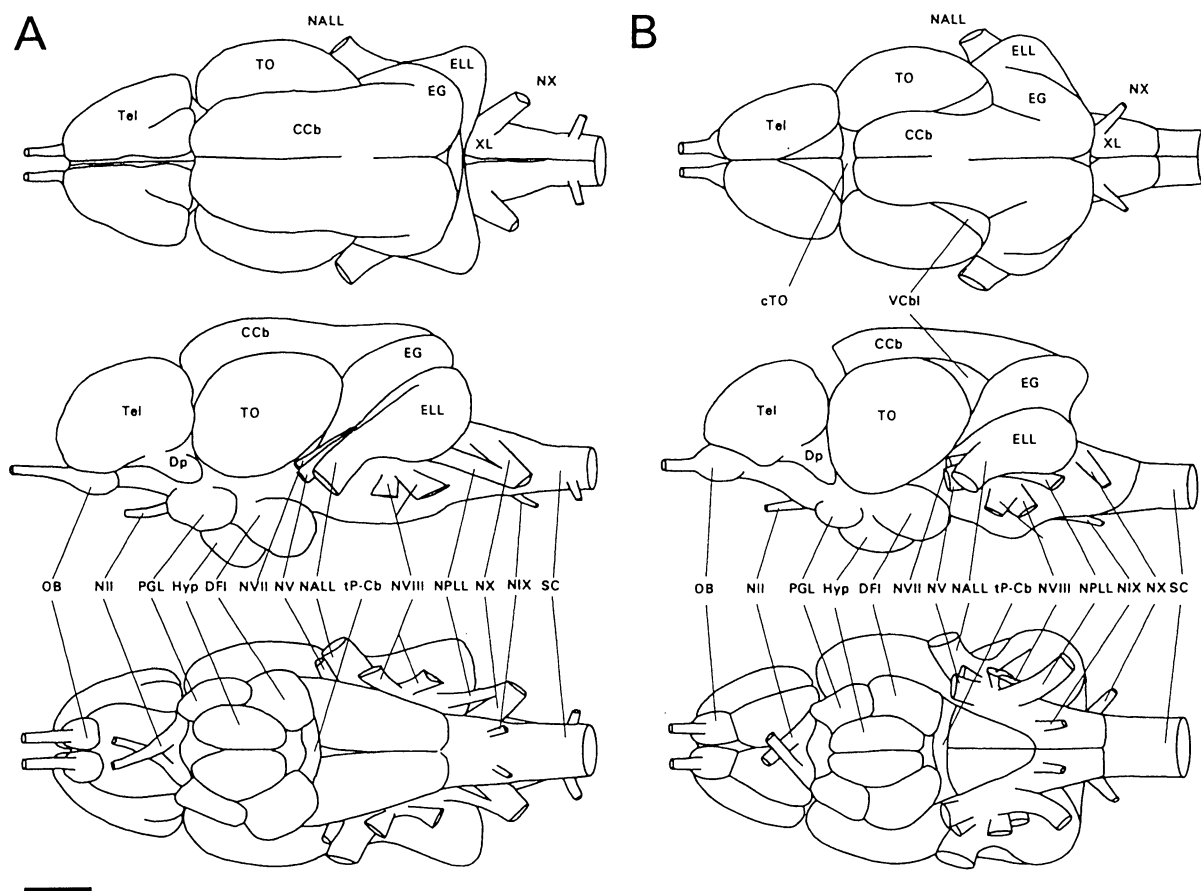 A
NALL
ELL
TO
EG
NX
Tel
CCb
XL
CCb
EG
Tel
TO
ELL
Dp
OB NII PGL Hyp DFI NVII NV NALL tP-Cb NVIII NPLL NX NIX SC
B
NALL
ELL
TO
EG
NX
Tel
CCb
XL
cTO VCbl
CCb
EG
Tel
TO
ELL
Dp
OB NII PGL Hyp DFI NVII NV NALL tP-Cb NVIII NPLL NIX NX SC